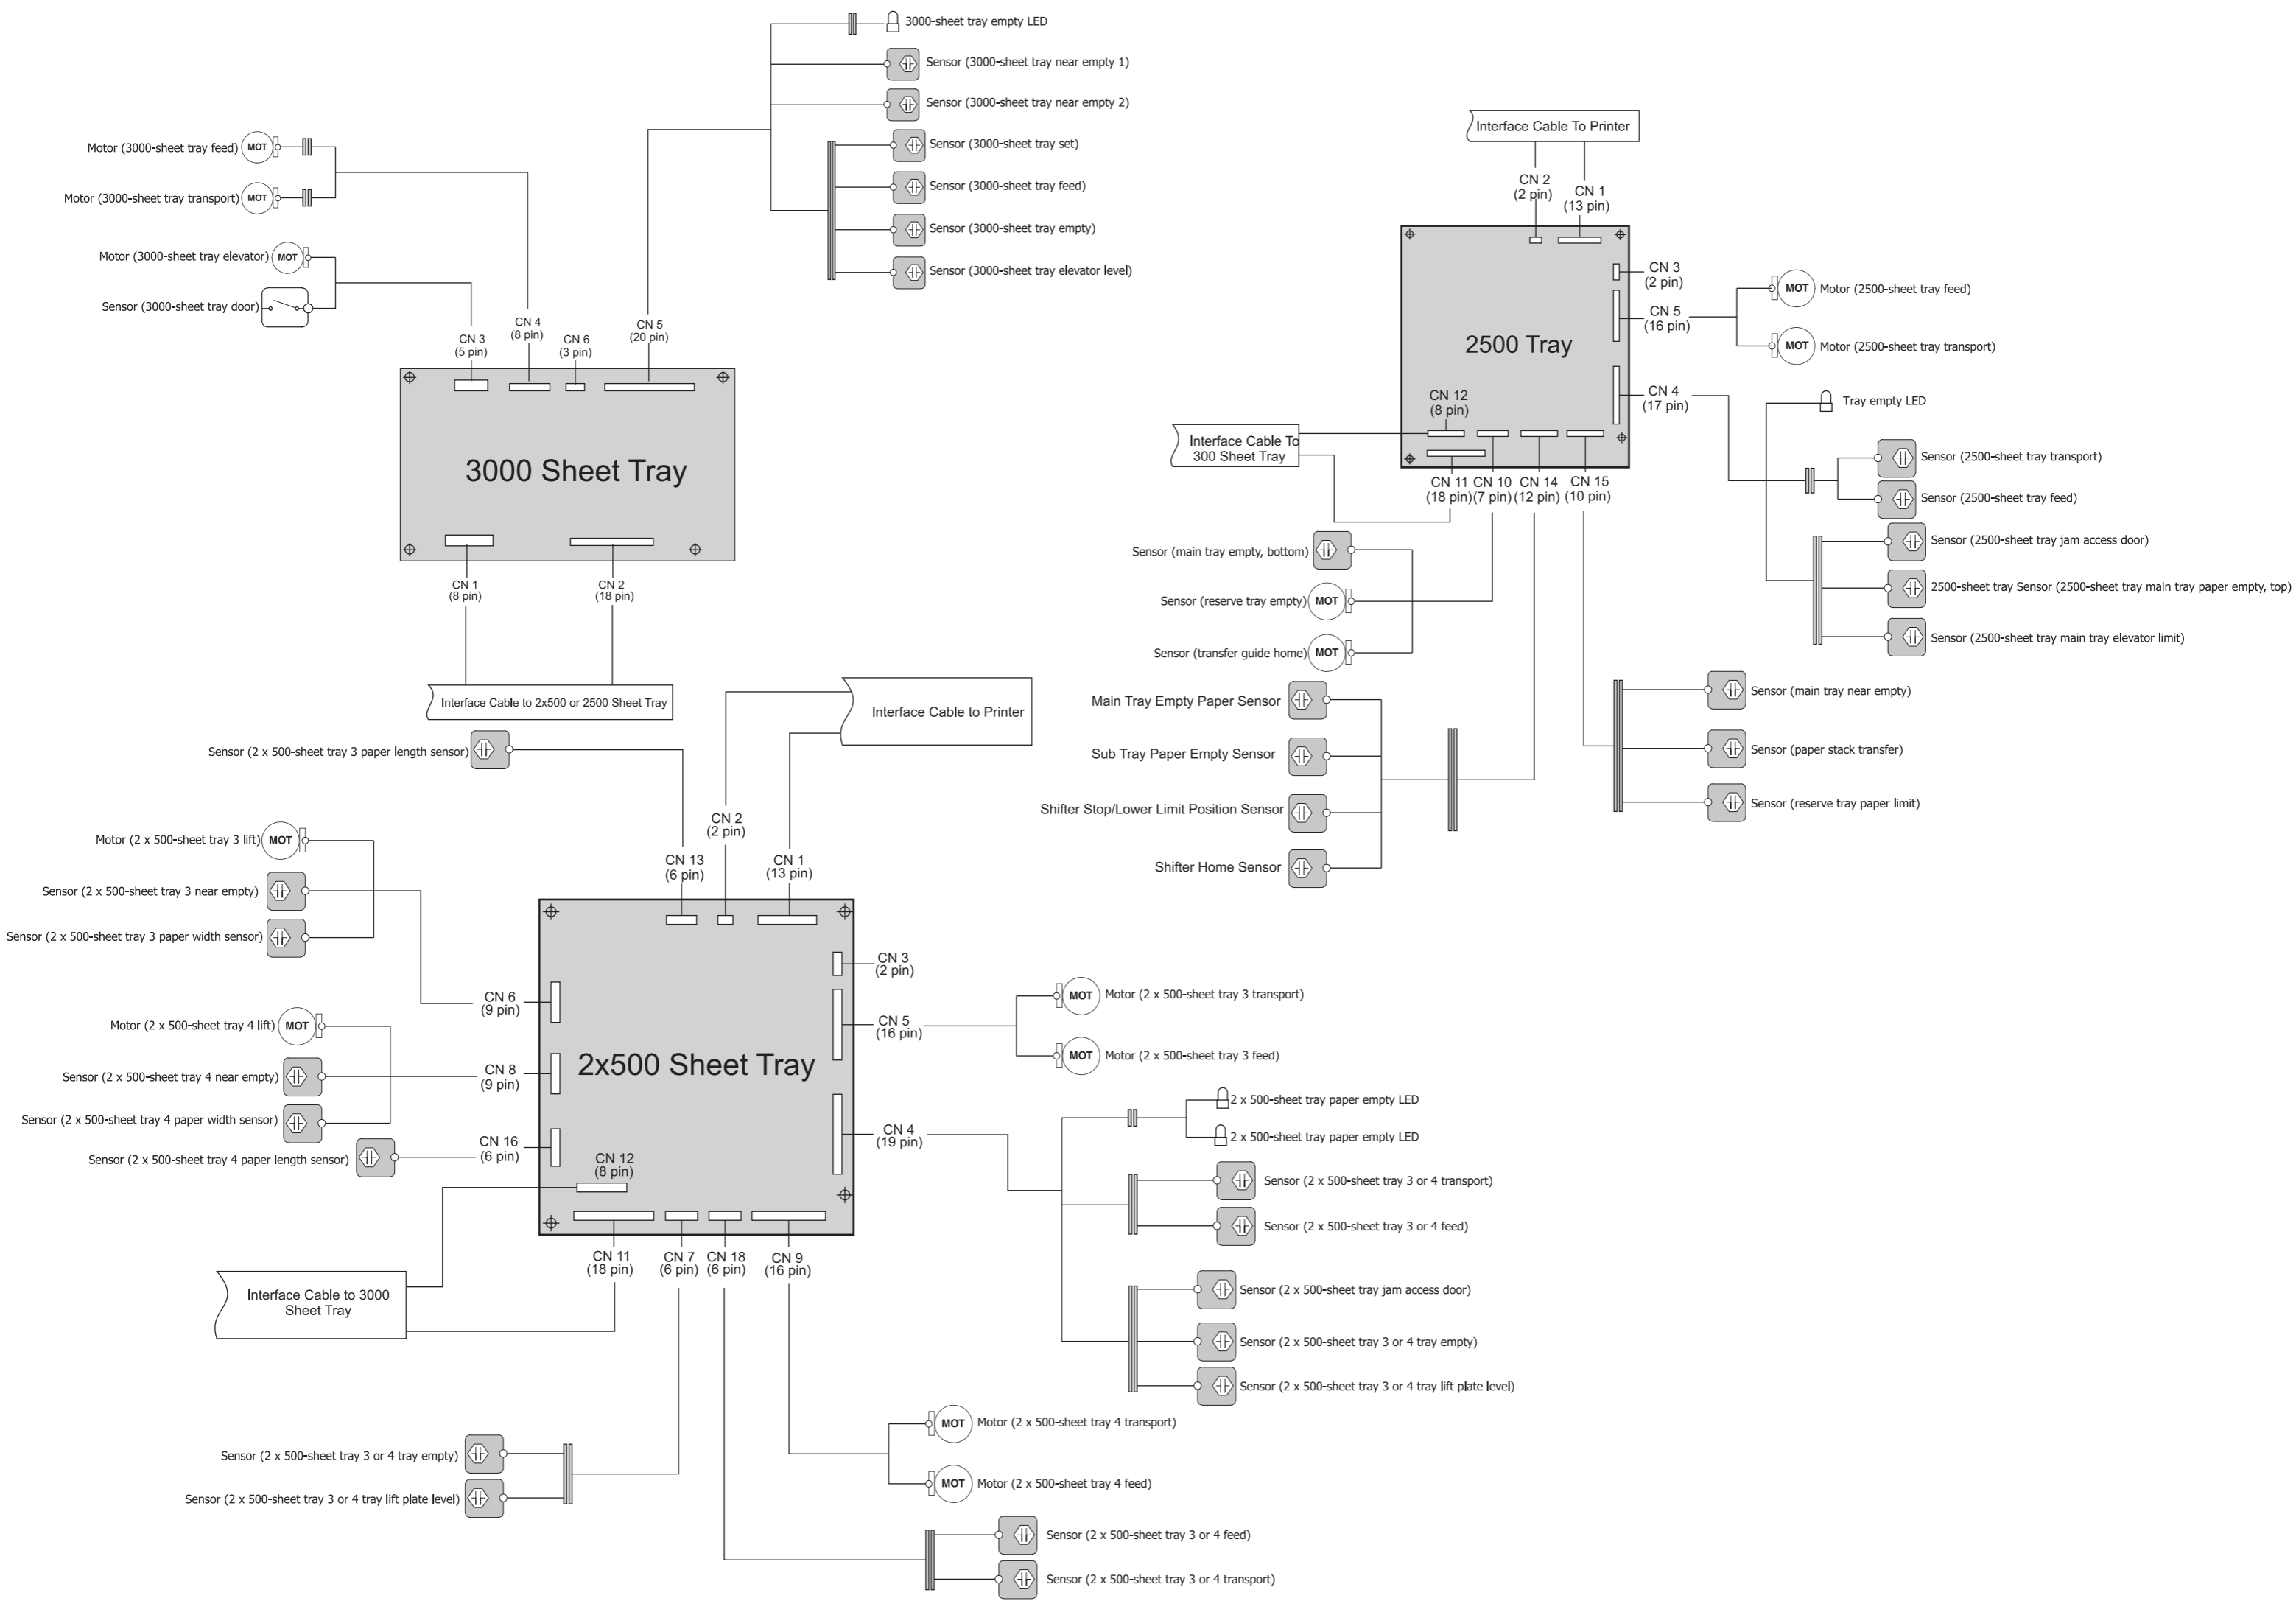 3000-sheet tray empty LED
Sensor (3000-sheet tray near empty 1)
Sensor (3000-sheet tray near empty 2)
Sensor (3000-sheet tray set)
Sensor (3000-sheet tray feed)
Sensor (3000-sheet tray empty)
Sensor (3000-sheet tray elevator level)
Motor (3000-sheet tray feed)
MOT
Motor (3000-sheet tray transport)
MOT
Motor (3000-sheet tray elevator)
MOT
Sensor (3000-sheet tray door)
CN 3
(5 pin)
CN 4
(8 pin)
CN 6
(3 pin)
CN 5
(20 pin)
3000 Sheet Tray
CN 1
(8 pin)
CN 2
(18 pin)
Interface Cable to 2x500 or 2500 Sheet Tray
Interface Cable To Printer
CN 2
(2 pin)
CN 1
(13 pin)
CN 3
(2 pin)
CN 5
(16 pin)
MOT
Motor (2500-sheet tray feed)
MOT
Motor (2500-sheet tray transport)
2500 Tray
CN 4
(17 pin)
CN 12
(8 pin)
Interface Cable To
300 Sheet Tray
CN 11
(18 pin)
CN 10
(7 pin)
CN 14
(12 pin)
CN 15
(10 pin)
Tray empty LED
Sensor (2500-sheet tray transport)
Sensor (2500-sheet tray feed)
Sensor (2500-sheet tray jam access door)
2500-sheet tray Sensor (2500-sheet tray main tray paper empty, top)
Sensor (2500-sheet tray main tray elevator limit)
Sensor (main tray empty, bottom)
Sensor (reserve tray empty)
MOT
Sensor (transfer guide home)
MOT
Main Tray Empty Paper Sensor
Sub Tray Paper Empty Sensor
Shifter Stop/Lower Limit Position Sensor
Shifter Home Sensor
Sensor (main tray near empty)
Sensor (paper stack transfer)
Sensor (reserve tray paper limit)
Interface Cable to Printer
Sensor (2 x 500-sheet tray 3 paper length sensor)
CN 13
(6 pin)
CN 2
(2 pin)
CN 1
(13 pin)
Motor (2 x 500-sheet tray 3 lift)
MOT
Sensor (2 x 500-sheet tray 3 near empty)
Sensor (2 x 500-sheet tray 3 paper width sensor)
CN 6
(9 pin)
Motor (2 x 500-sheet tray 4 lift)
MOT
Sensor (2 x 500-sheet tray 4 near empty)
CN 8
(9 pin)
Sensor (2 x 500-sheet tray 4 paper width sensor)
Sensor (2 x 500-sheet tray 4 paper length sensor)
CN 16
(6 pin)
2x500 Sheet Tray
CN 3
(2 pin)
CN 5
(16 pin)
MOT
Motor (2 x 500-sheet tray 3 transport)
MOT
Motor (2 x 500-sheet tray 3 feed)
CN 4
(19 pin)
2 x 500-sheet tray paper empty LED
2 x 500-sheet tray paper empty LED
Sensor (2 x 500-sheet tray 3 or 4 transport)
Sensor (2 x 500-sheet tray 3 or 4 feed)
Sensor (2 x 500-sheet tray jam access door)
Sensor (2 x 500-sheet tray 3 or 4 tray empty)
Sensor (2 x 500-sheet tray 3 or 4 tray lift plate level)
CN 12
(8 pin)
CN 11
(18 pin)
CN 7
(6 pin)
CN 18
(6 pin)
CN 9
(16 pin)
Interface Cable to 3000
Sheet Tray
MOT
Motor (2 x 500-sheet tray 4 transport)
MOT
Motor (2 x 500-sheet tray 4 feed)
Sensor (2 x 500-sheet tray 3 or 4 tray empty)
Sensor (2 x 500-sheet tray 3 or 4 tray lift plate level)
Sensor (2 x 500-sheet tray 3 or 4 feed)
Sensor (2 x 500-sheet tray 3 or 4 transport)